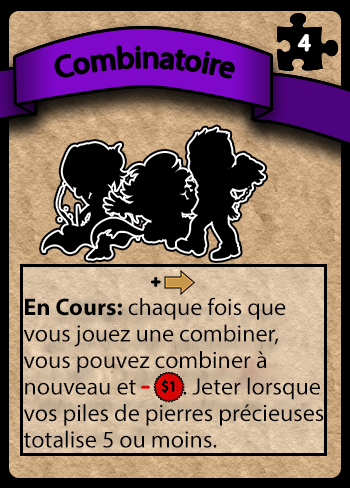 4
Combinatoire
+
En Cours: chaque fois que
vous jouez une combiner,
vous pouvez combiner à
nouveau et - $1. Jeter lorsque
vos piles de pierres précieuses
totalise 5 ou moins.